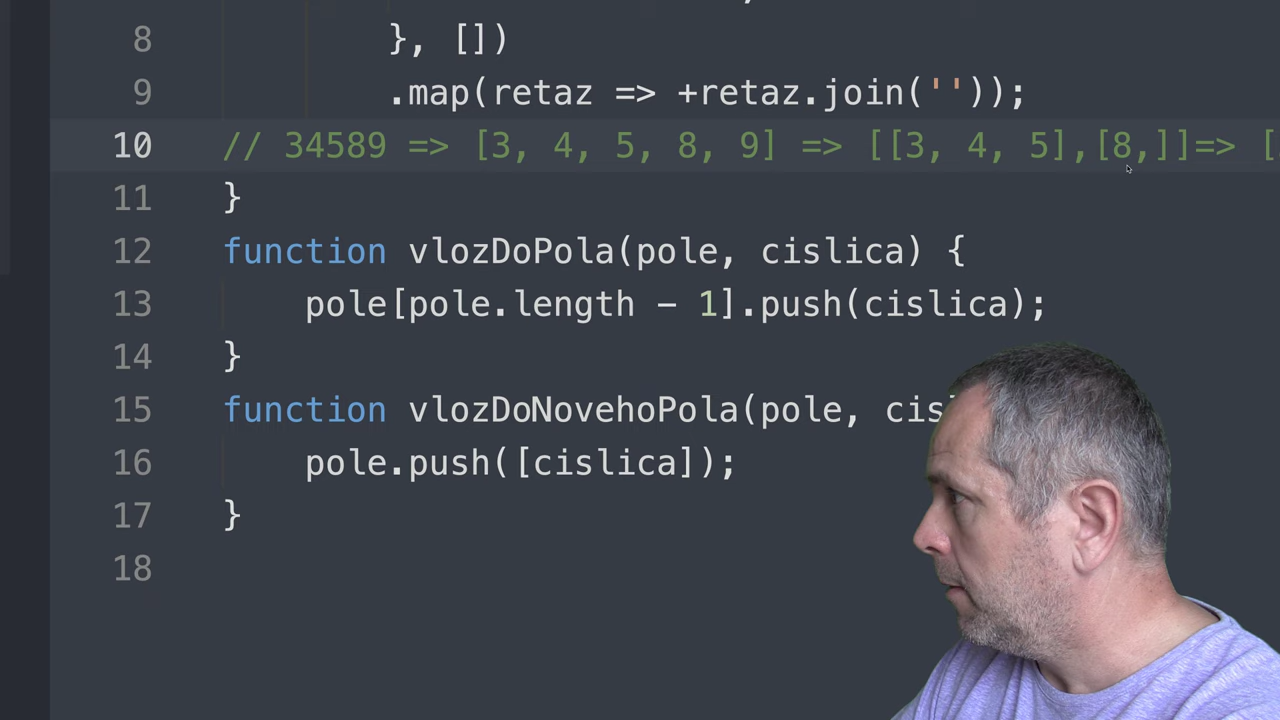 8 }, [])
9 .map(retaz => +retaz.join(''));
10 // 34589 => [3, 4, 5, 8, 9] => [[3, 4, 5],[8,]]=> [
11 }
12 function vlozDoPola(pole, cislica) {
13 pole[pole.length - 1].push(cislica);
14 }
15 function vlozDoNovehoPola(pole,
16 pole.push([cislica]);
17 }
18